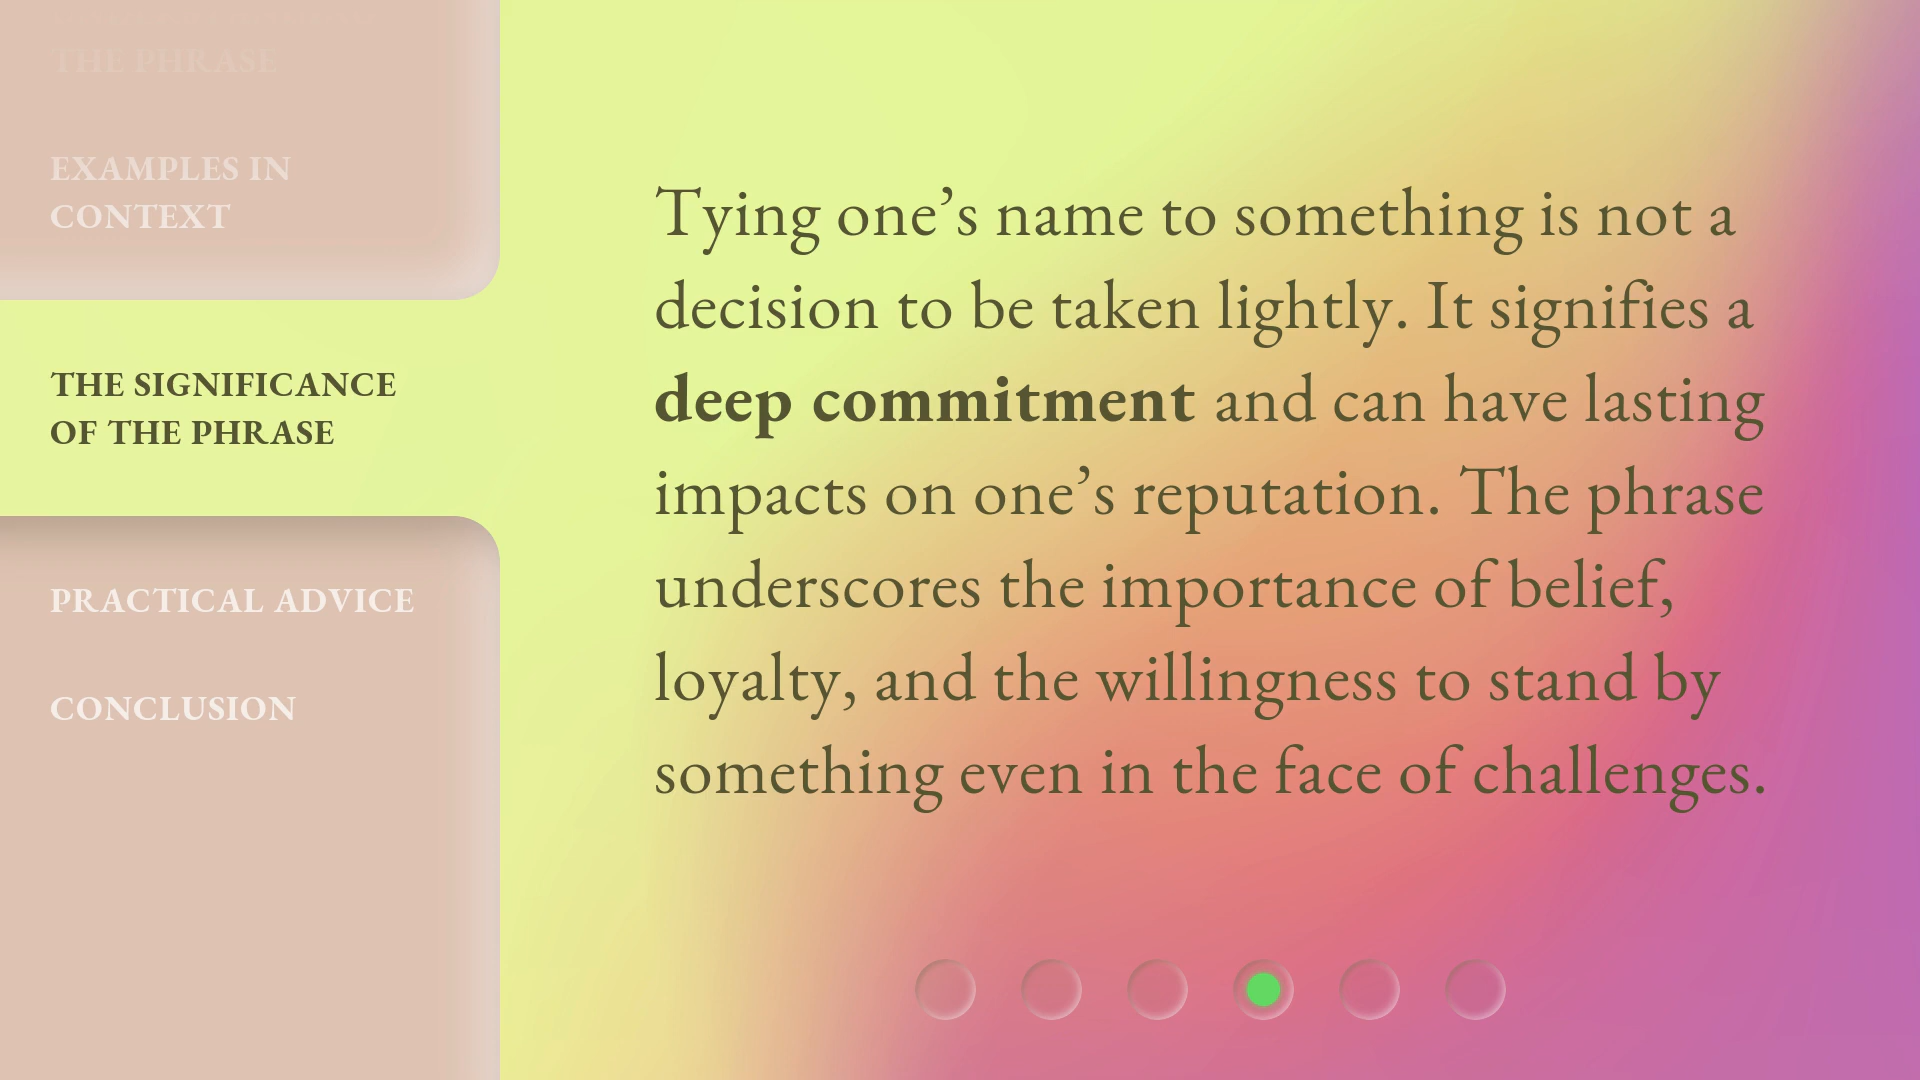 THE PHRASE
EXAMPLES IN
CONTEXT
THE SIGNIFICANCE
OF THE PHRASE
PRACTICAL ADVICE
CONCLUSION
Tying one’s name to something is not a
decision to be taken lightly. It signifies a
deep commitment and can have lasting
impacts on one’s reputation. The phrase
underscores the importance of belief,
loyalty, and the willingness to stand by
something even in the face of challenges.